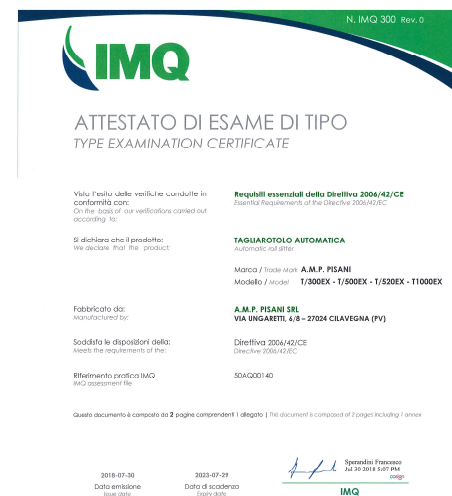 N. IMQ 300 Rev. 0
IMQ
ATTESTATO DI ESAME DI TIPO
TYPE EXAMINATION CERTIFICATE
Vista l'esito delle verifiche condotte in
conformità con:
On the basis of our verifications carried out
according to:
Requisiti essenziali della Direttiva 2006/42/CE
Essential Requirements of the Directive 2006/42/EC
Si dichiara che il prodotto:
We declare that the product:
TAGLIAROTOLO AUTOMATICA
Automatic roll slitter
Marca / Trade Mark A.M.P. PISANI
Modello / Model T/300EX - T/500EX - T/520EX - T1000EX
Fabbricato da:
Manufactured by:
A.M.P. PISANI SRL
VIA UNGARETTI, 6/8 – 27024 CILAVEGNA (PV)
Soddisfa le disposizioni della:
Meets the requirements of the:
Direttiva 2006/42/CE
Directive 2006/42/EC
Riferimento pratica IMQ
IMQ assessment file
50AQ00140
Questo documento è composto da 2 pagine comprendenti 1 allegato | This document is composed of 2 pages including 1 annex
Sperandini Francesco
Jul 30 2018 5:07 PM
cosign
2018-07-30
Data emissione
Issue date
2023-07-29
Data di scadenza
Expiry date
IMQ